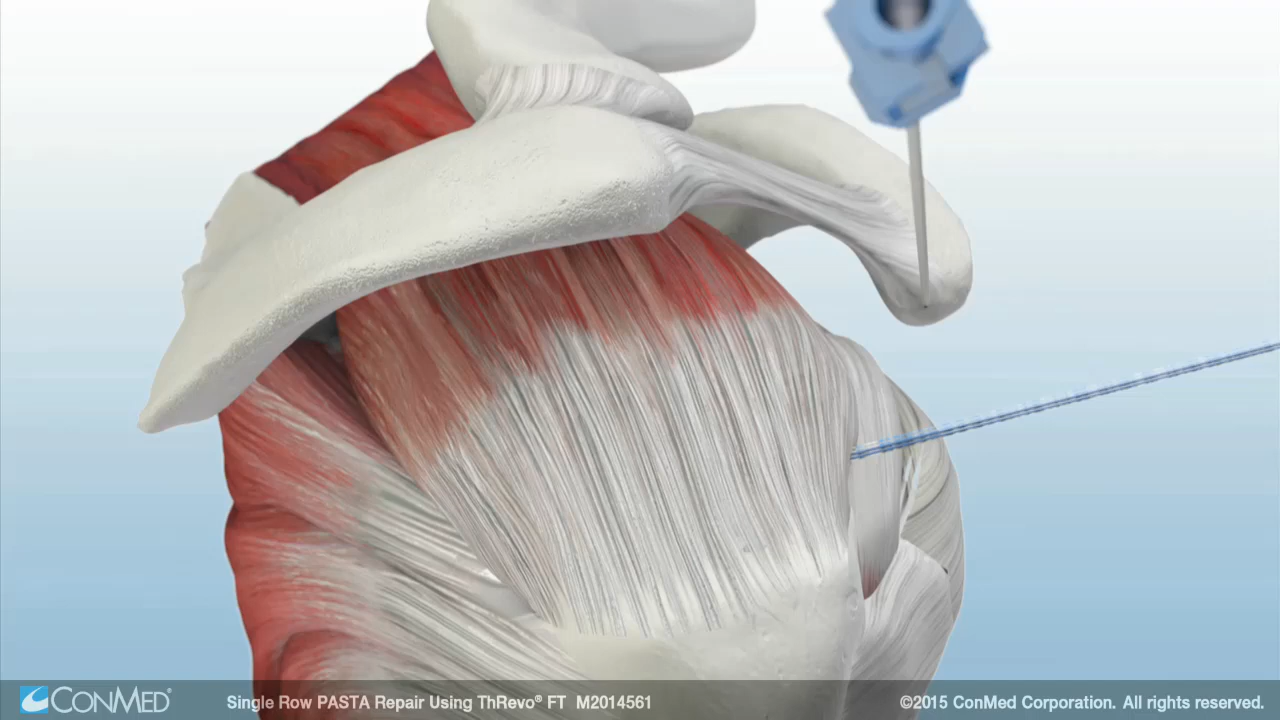 CONMED®
Single Row PASTA Repair Using ThRevo® FT M2014561
©2015 ConMed Corporation. All rights reserved.